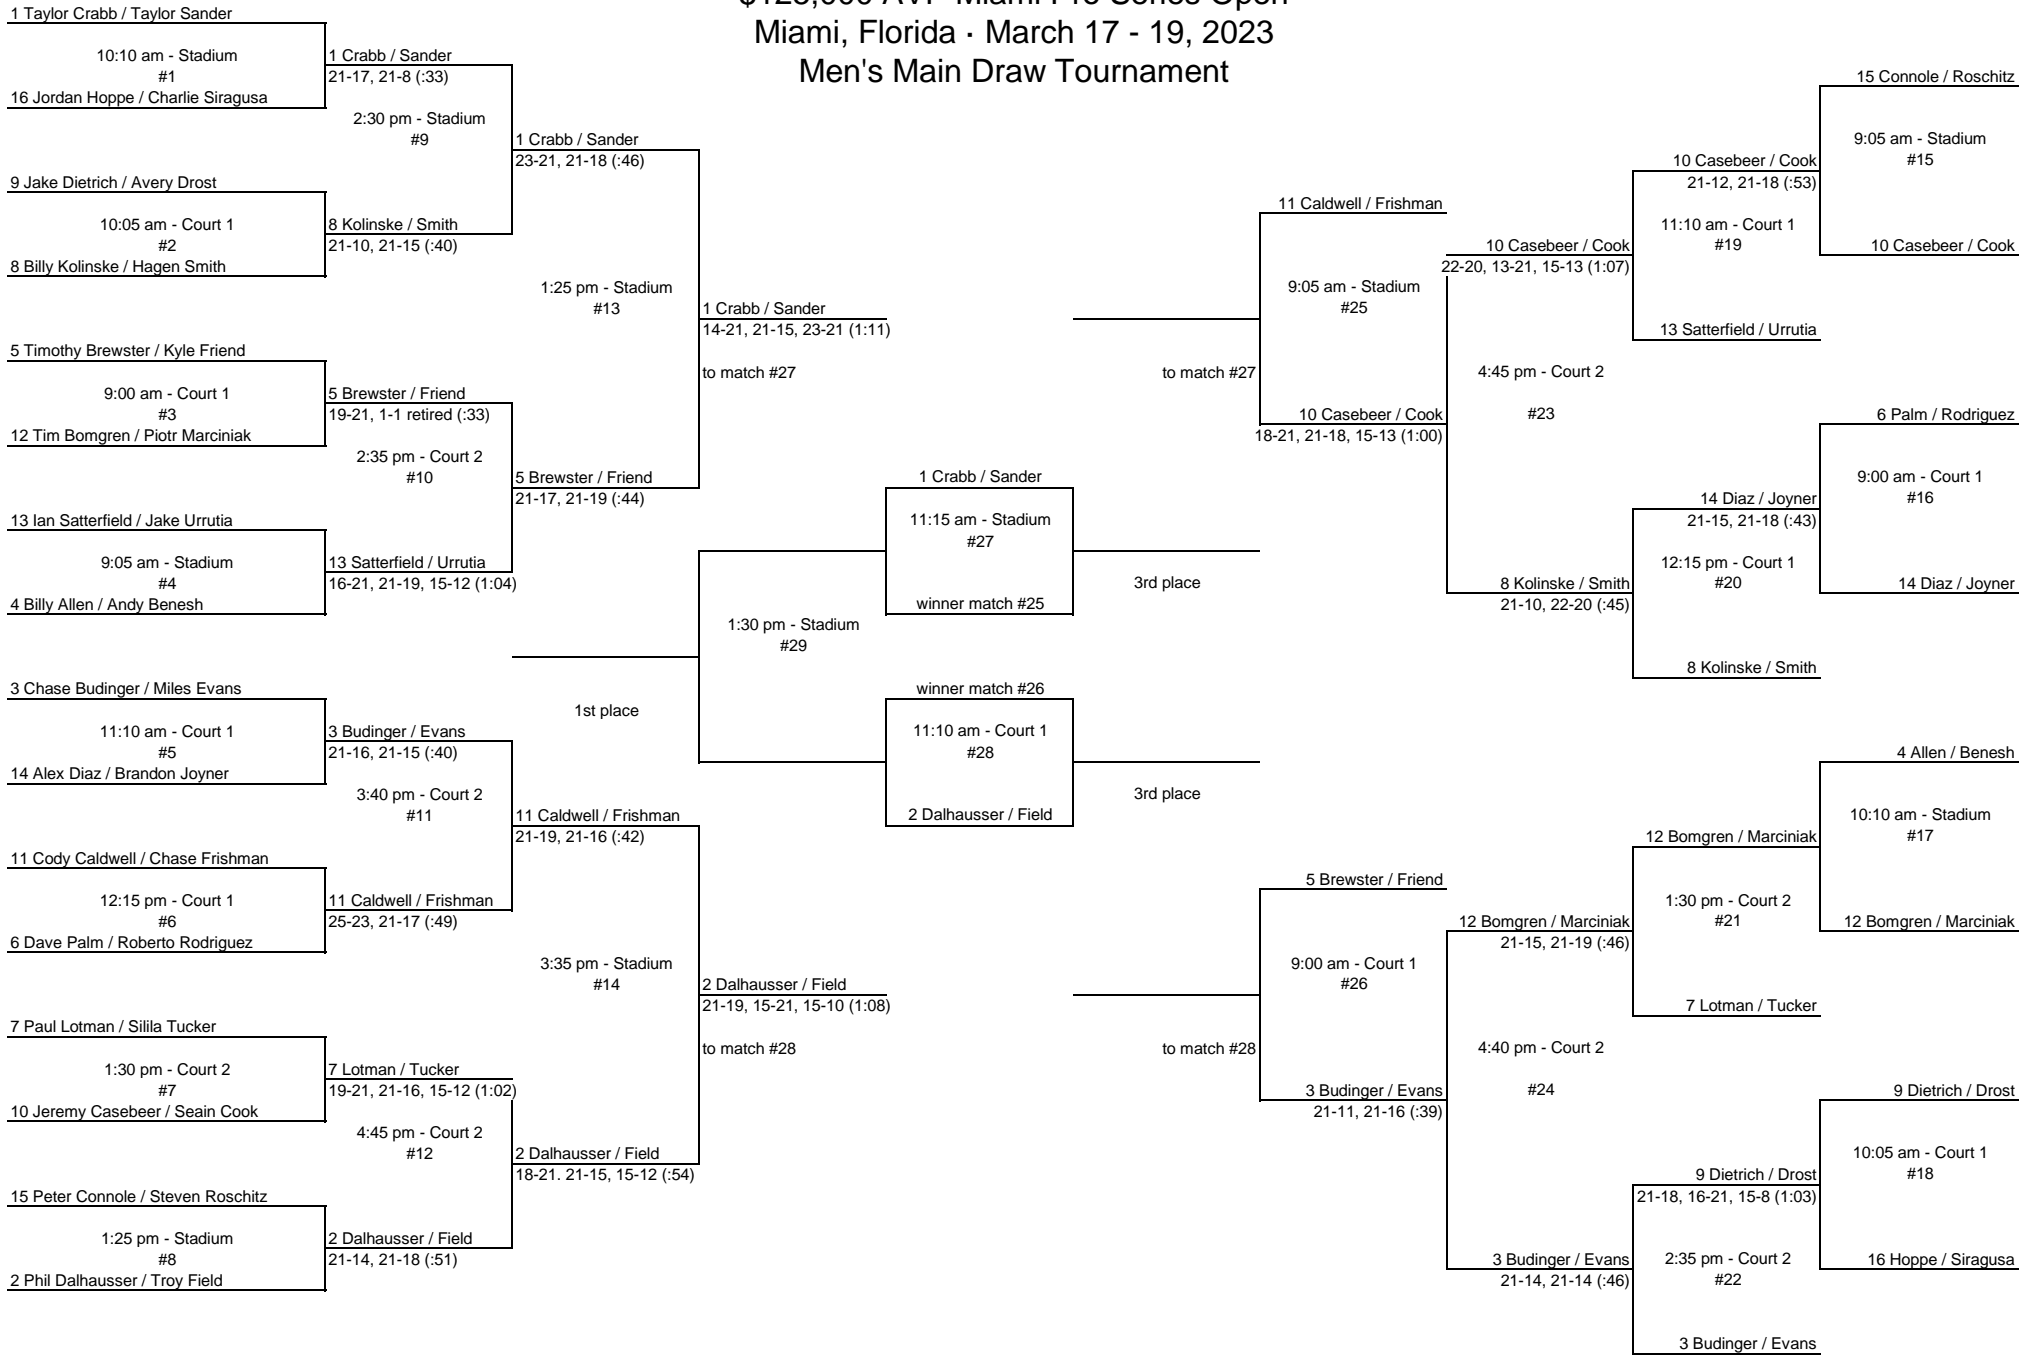 $125,000 AVP Miami Pro Series Open
Miami, Florida · March 17 - 19, 2023
Men's Main Draw Tournament
1 Taylor Crabb / Taylor Sander
10:10 am - Stadium
#1
16 Jordan Hoppe / Charlie Siragusa
9 Jake Dietrich / Avery Drost
10:05 am - Court 1
#2
8 Billy Kolinske / Hagen Smith
5 Timothy Brewster / Kyle Friend
9:00 am - Court 1
#3
12 Tim Bomgren / Piotr Marciniak
13 Ian Satterfield / Jake Urrutia
9:05 am - Stadium
#4
4 Billy Allen / Andy Benesh
3 Chase Budinger / Miles Evans
11:10 am - Court 1
#5
14 Alex Diaz / Brandon Joyner
11 Cody Caldwell / Chase Frishman
12:15 pm - Court 1
#6
6 Dave Palm / Roberto Rodriguez
7 Paul Lotman / Silila Tucker
1:30 pm - Court 2
#7
10 Jeremy Casebeer / Seain Cook
15 Peter Connole / Steven Roschitz
1:25 pm - Stadium
#8
2 Phil Dalhausser / Troy Field
1 Crabb / Sander
21-17, 21-8 (:33)
2:30 pm - Stadium
#9
8 Kolinske / Smith
21-10, 21-15 (:40)
5 Brewster / Friend
19-21, 1-1 retired (:33)
2:35 pm - Court 2
#10
13 Satterfield / Urrutia
16-21, 21-19, 15-12 (1:04)
3 Budinger / Evans
21-16, 21-15 (:40)
3:40 pm - Court 2
#11
11 Caldwell / Frishman
25-23, 21-17 (:49)
7 Lotman / Tucker
19-21, 21-16, 15-12 (1:02)
4:45 pm - Court 2
#12
2 Dalhausser / Field
21-14, 21-18 (:51)
1 Crabb / Sander
23-21, 21-18 (:46)
1:25 pm - Stadium
#13
5 Brewster / Friend
21-17, 21-19 (:44)
1st place
11 Caldwell / Frishman
21-19, 21-16 (:42)
3:35 pm - Stadium
#14
2 Dalhausser / Field
18-21. 21-15, 15-12 (:54)
1 Crabb / Sander
14-21, 21-15, 23-21 (1:11)
to match #27
1:30 pm - Stadium
#29
2 Dalhausser / Field
21-19, 15-21, 15-10 (1:08)
to match #28
1 Crabb / Sander
11:15 am - Stadium
#27
winner match #25
winner match #26
11:10 am - Court 1
#28
2 Dalhausser / Field
3rd place
3rd place
to match #27
to match #28
11 Caldwell / Frishman
9:05 am - Stadium
#25
10 Casebeer / Cook
18-21, 21-18, 15-13 (1:00)
5 Brewster / Friend
9:00 am - Court 1
#26
3 Budinger / Evans
21-11, 21-16 (:39)
10 Casebeer / Cook
22-20, 13-21, 15-13 (1:07)
4:45 pm - Court 2
#23
8 Kolinske / Smith
21-10, 22-20 (:45)
12 Bomgren / Marciniak
21-15, 21-19 (:46)
4:40 pm - Court 2
#24
3 Budinger / Evans
21-14, 21-14 (:46)
10 Casebeer / Cook
21-12, 21-18 (:53)
11:10 am - Court 1
#19
13 Satterfield / Urrutia
14 Diaz / Joyner
21-15, 21-18 (:43)
12:15 pm - Court 1
#20
8 Kolinske / Smith
12 Bomgren / Marciniak
1:30 pm - Court 2
#21
7 Lotman / Tucker
9 Dietrich / Drost
21-18, 16-21, 15-8 (1:03)
2:35 pm - Court 2
#22
3 Budinger / Evans
15 Connole / Roschitz
9:05 am - Stadium
#15
10 Casebeer / Cook
6 Palm / Rodriguez
9:00 am - Court 1
#16
14 Diaz / Joyner
4 Allen / Benesh
10:10 am - Stadium
#17
12 Bomgren / Marciniak
9 Dietrich / Drost
10:05 am - Court 1
#18
16 Hoppe / Siragusa